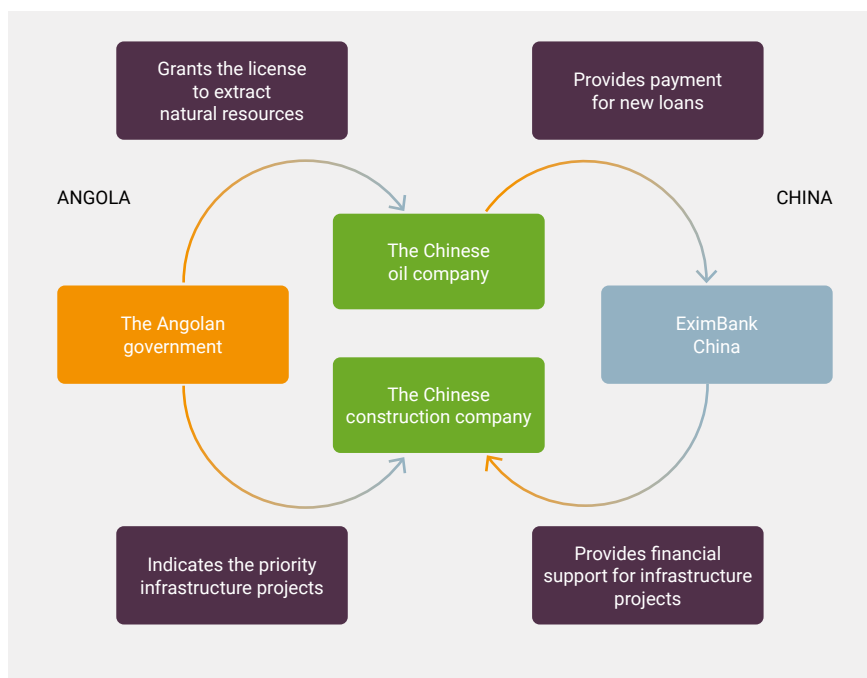 Grants the license
to extract
natural resources
Provides payment
for new loans
ANGOLA
CHINA
The Chinese
oil company
The Angolan
government
EximBank
China
The Chinese
construction company
Indicates the priority
infrastructure projects
Provides financial
support for infrastructure
projects